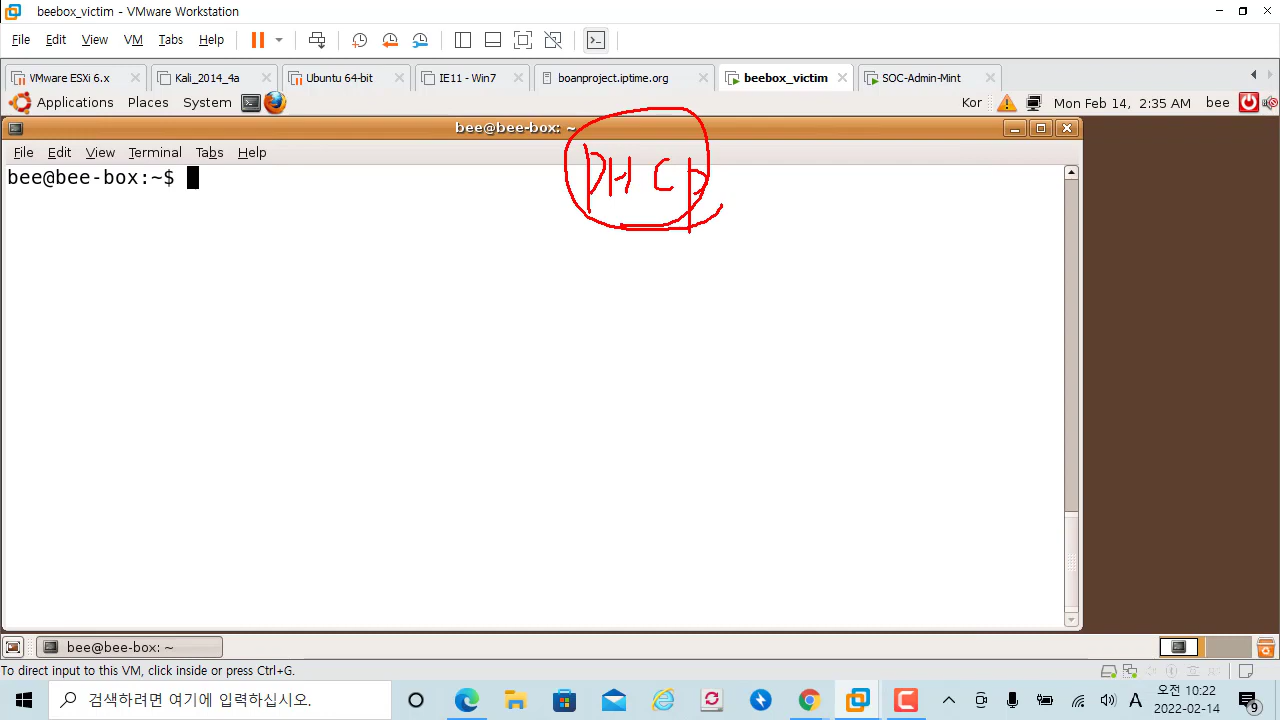 beebox_victim - VMware Workstation
File Edit View VM Tabs Help
VMware ESXi 6.x Kali_2014_4a Ubuntu 64-bit IE11 - Win7 boanproject.iptime.org beebox_victim SOC-Admin-Mint
Applications Places System Kor Mon Feb 14, 2:35 AM bee
bee@bee-box: ~
File Edit View Terminal Tabs Help
bee@bee-box:~$
DHCP
bee@bee-box: ~
To direct input to this VM, click inside or press Ctrl+G.
검색하려면 여기에 입력하십시오. A 오전 10:22
2022-02-14 9